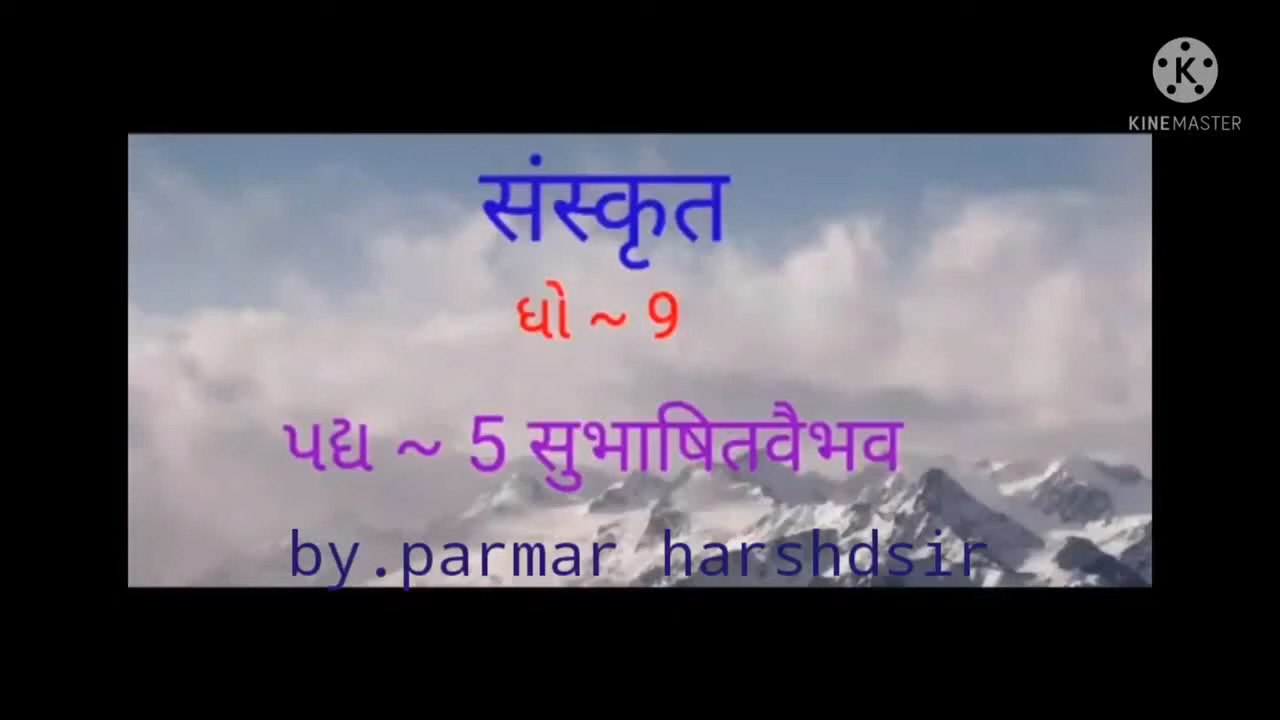 KINEMASTER
संस्कृत
ધો ~ 9
પદ્ય ~ 5 सुभाषितवैभव
by.parmar harshdsir